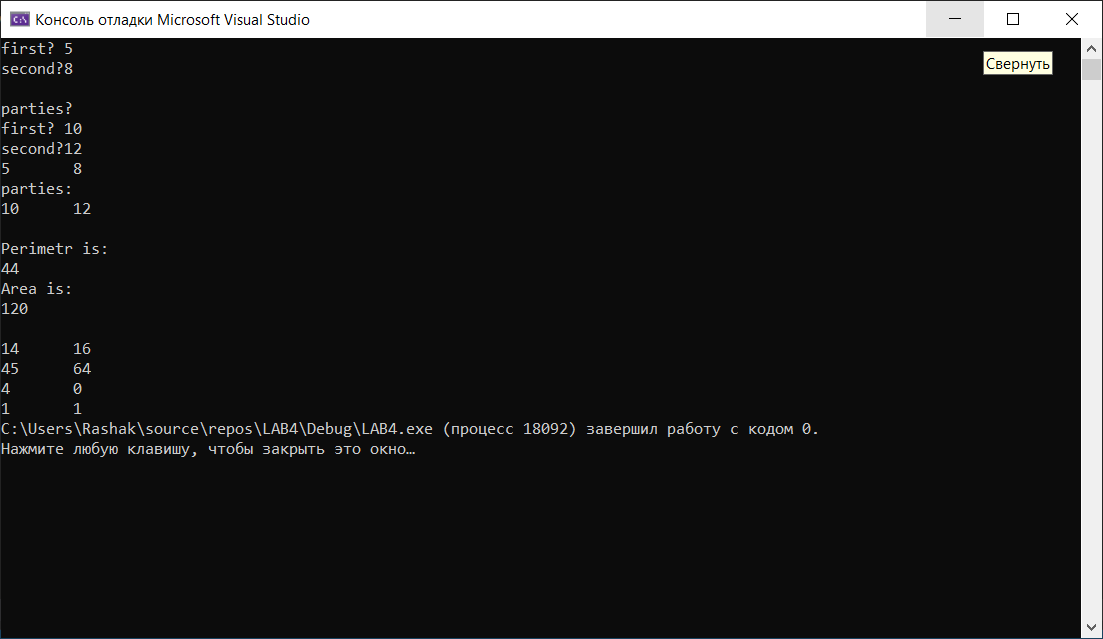 Консоль отладки Microsoft Visual Studio
Свернуть
first? 5
second?8
parties?
first? 10
second?12
5 8
parties:
10 12
Perimetr is:
44
Area is:
120
14 16
45 64
4 0
1 1
C:\Users\Rashak\source\repos\LAB4\Debug\LAB4.exe (процесс 18092) завершил работу с кодом 0.
Нажмите любую клавишу, чтобы закрыть это окно…